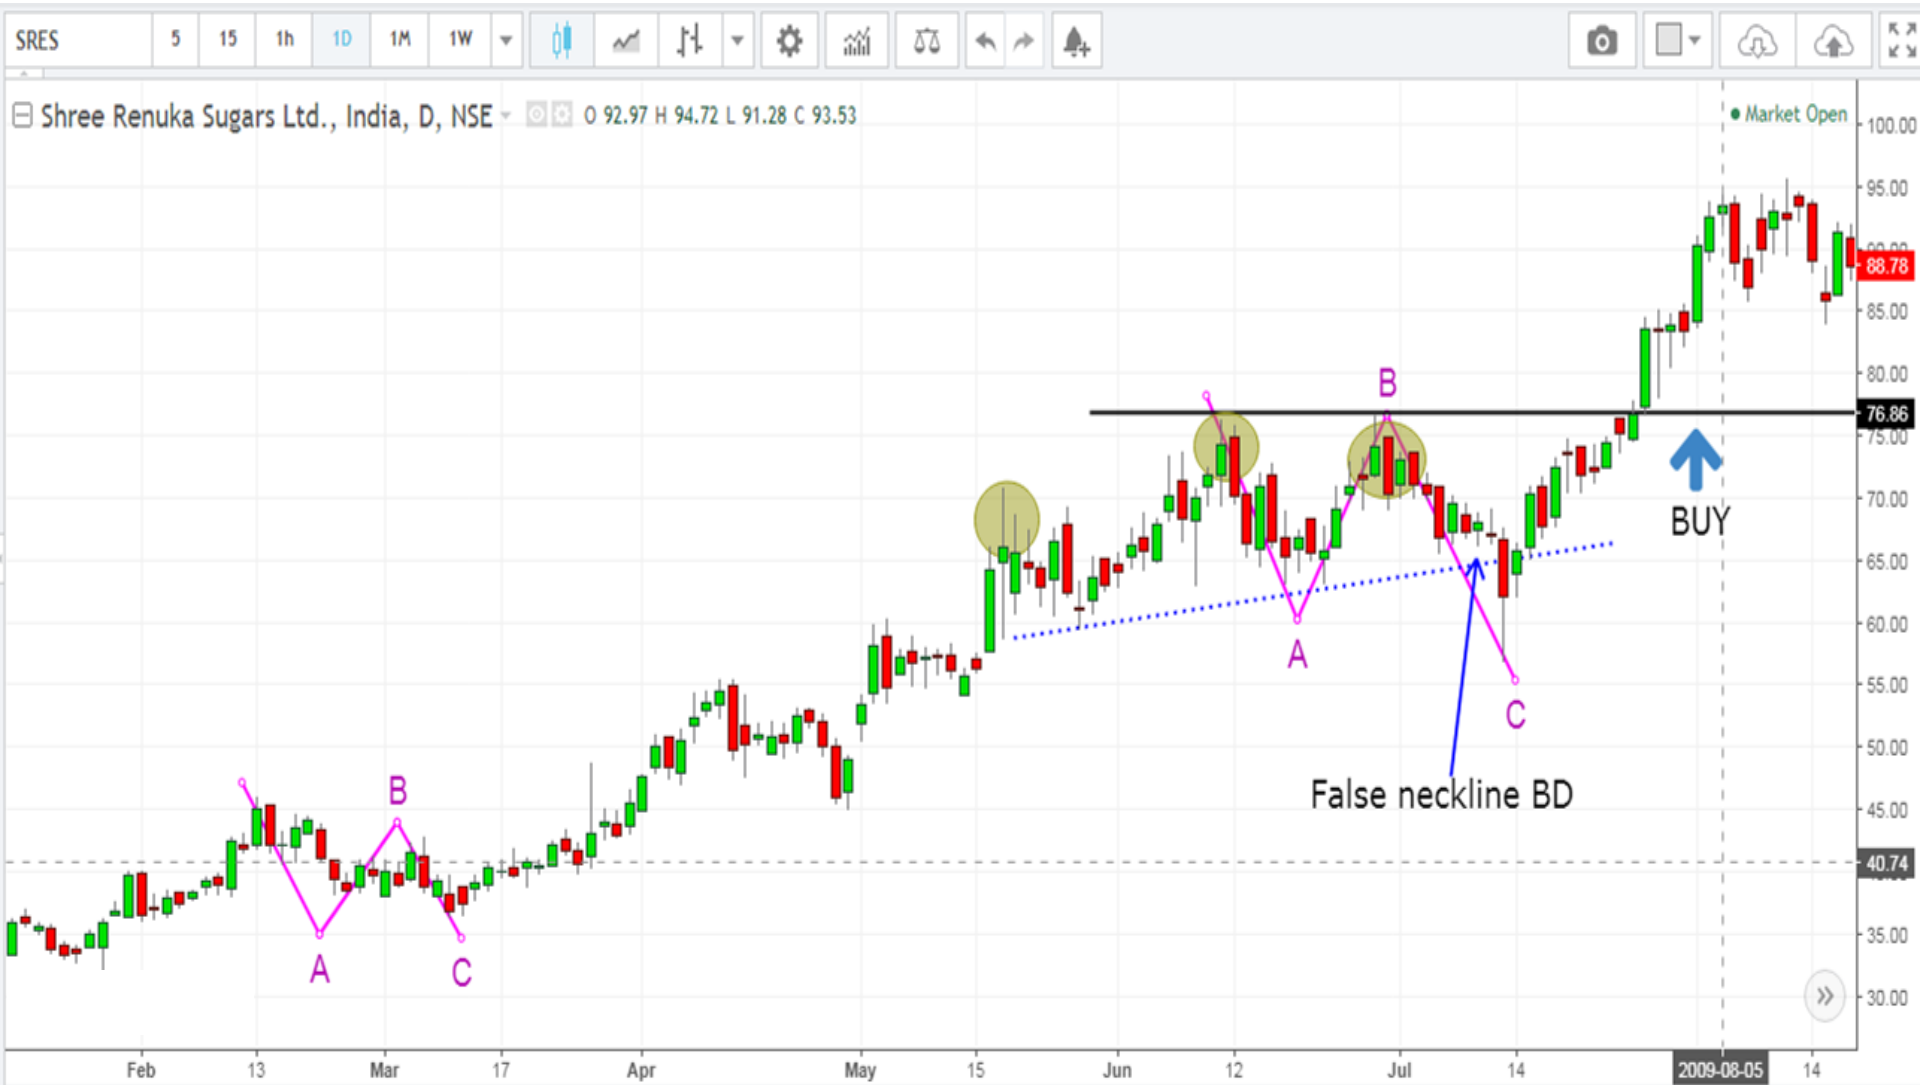 SRES 5 15 1h 1D 1M 1W
Shree Renuka Sugars Ltd., India, D, NSE O 92.97 H 94.72 L 91.28 C 93.53
Market Open
100.00
95.00
90.00
88.78
85.00
80.00
B
76.86
75.00
70.00
BUY
65.00
60.00
A
55.00
C
50.00
False neckline BD
B
45.00
40.74
35.00
A
C
30.00
Feb 13 Mar 17 Apr May 15 Jun 12 Jul 14 2009-08-05 14